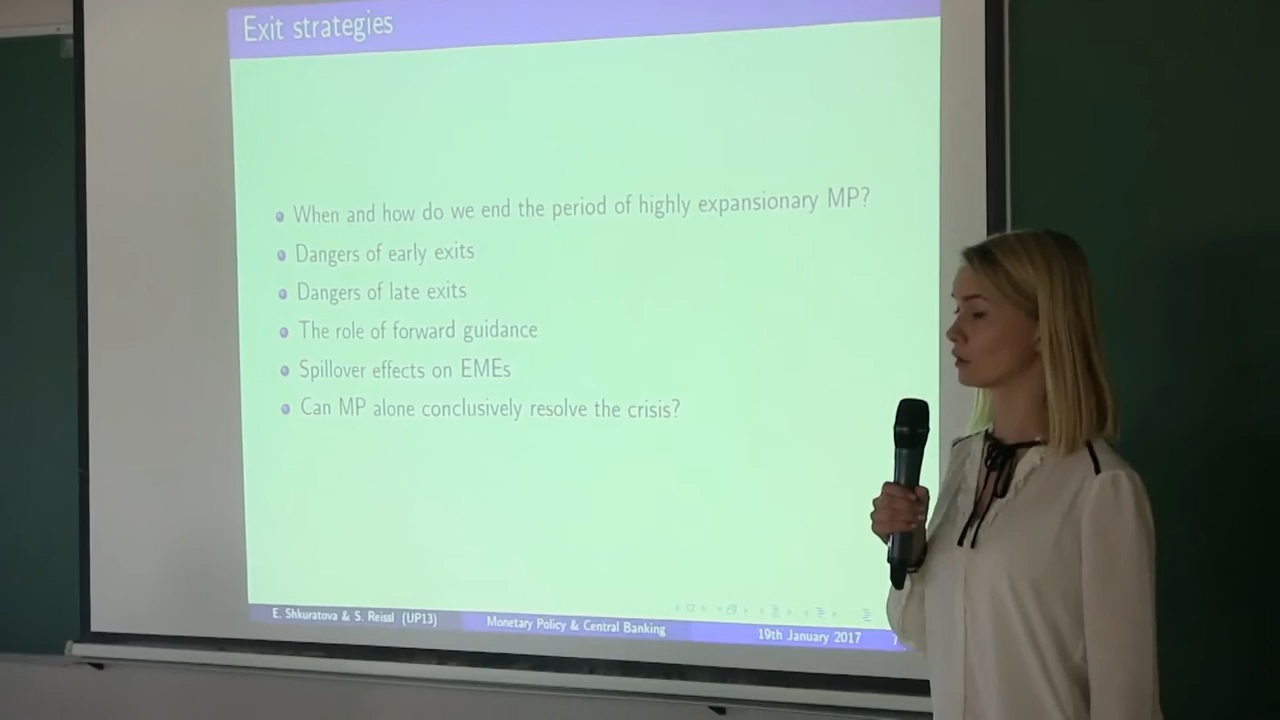 Exit strategies
When and how do we end the period of highly expansionary MP?
Dangers of early exits
Dangers of late exits
The role of forward guidance
Spillover effects on EMEs
Can MP alone conclusively resolve the crisis?
E. Shkuratova & S. Reissl (UP13) Monetary Policy & Central Banking 19th January 2017